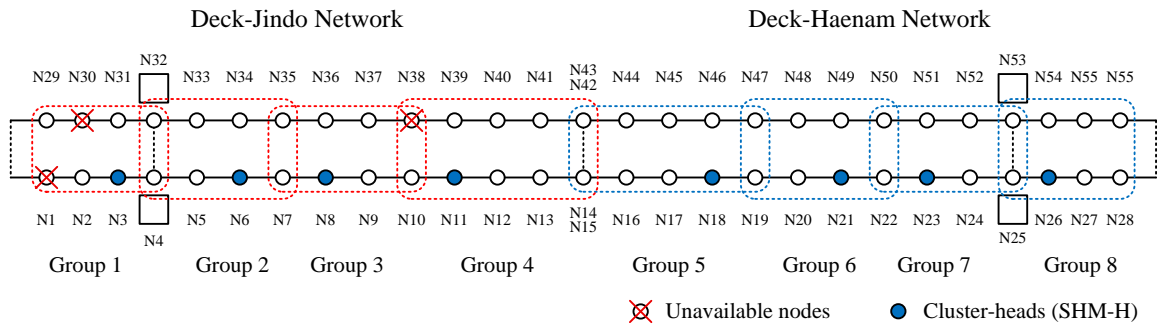 Deck-Jindo Network Deck-Haenam Network
N32 N53
N29 N30 N31 N33 N34 N35 N36 N37 N38 N39 N40 N41 N43 N44 N45 N46 N47 N48 N49 N50 N51 N52 N54 N55 N55
N42
N1 N2 N3 N5 N6 N7 N8 N9 N10 N11 N12 N13 N14 N16 N17 N18 N19 N20 N21 N22 N23 N24 N26 N27 N28
N15
N4 N25
Group 1 Group 2 Group 3 Group 4 Group 5 Group 6 Group 7 Group 8
Unavailable nodes Cluster-heads (SHM-H)